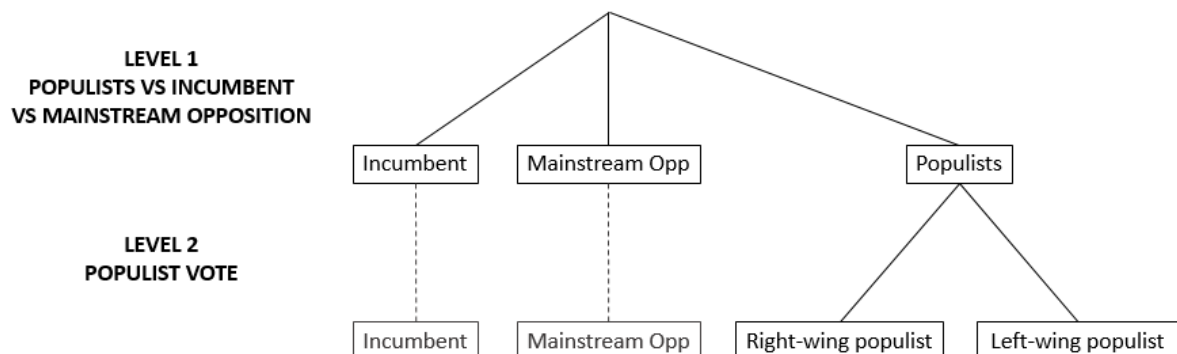 LEVEL 1
POPULISTS VS INCUMBENT
VS MAINSTREAM OPPOSITION
Incumbent
Mainstream Opp
Populists
LEVEL 2
POPULIST VOTE
Incumbent
Mainstream Opp
Right-wing populist
Left-wing populist